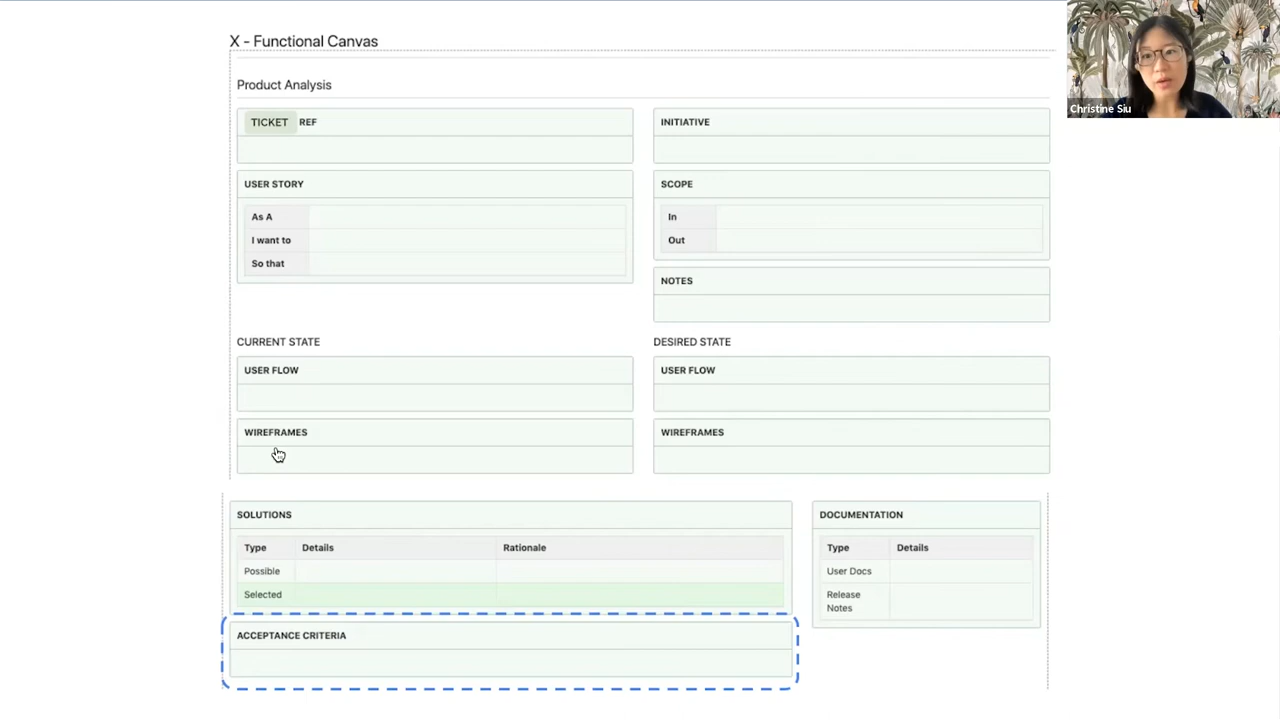 X - Functional Canvas
Christine Siu
Product Analysis
TICKET REF
INITIATIVE
USER STORY
As A
I want to
So that
SCOPE
In
Out
NOTES
CURRENT STATE
DESIRED STATE
USER FLOW
USER FLOW
WIREFRAMES
WIREFRAMES
SOLUTIONS
Type Details Rationale
Possible
Selected
DOCUMENTATION
Type Details
User Docs
Release
Notes
ACCEPTANCE CRITERIA